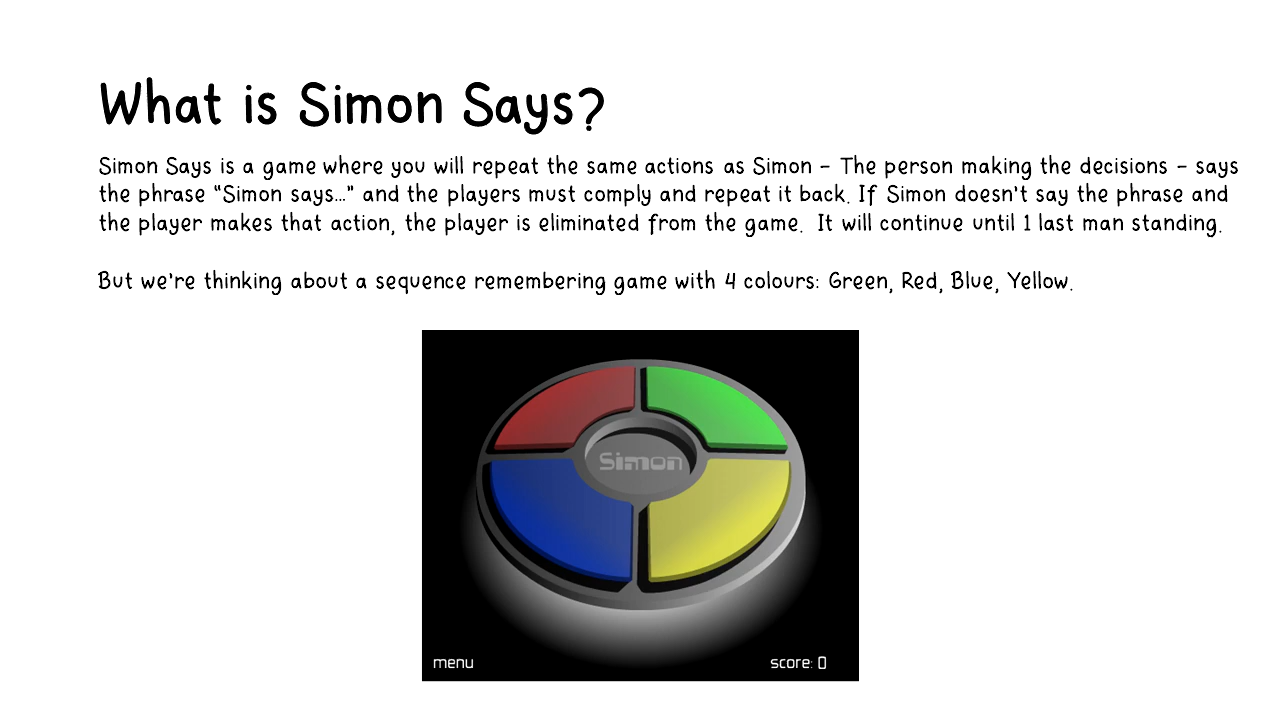 What is Simon Says?
Simon Says is a game where you will repeat the same actions as Simon - The person making the decisions - says
the phrase "Simon says..." and the players must comply and repeat it back. If Simon doesn't say the phrase and
the player makes that action, the player is eliminated from the game.  It will continue until 1 last man standing.
But we're thinking about a sequence remembering game with 4 colours: Green, Red, Blue, Yellow.
Simon
menu
score: 0